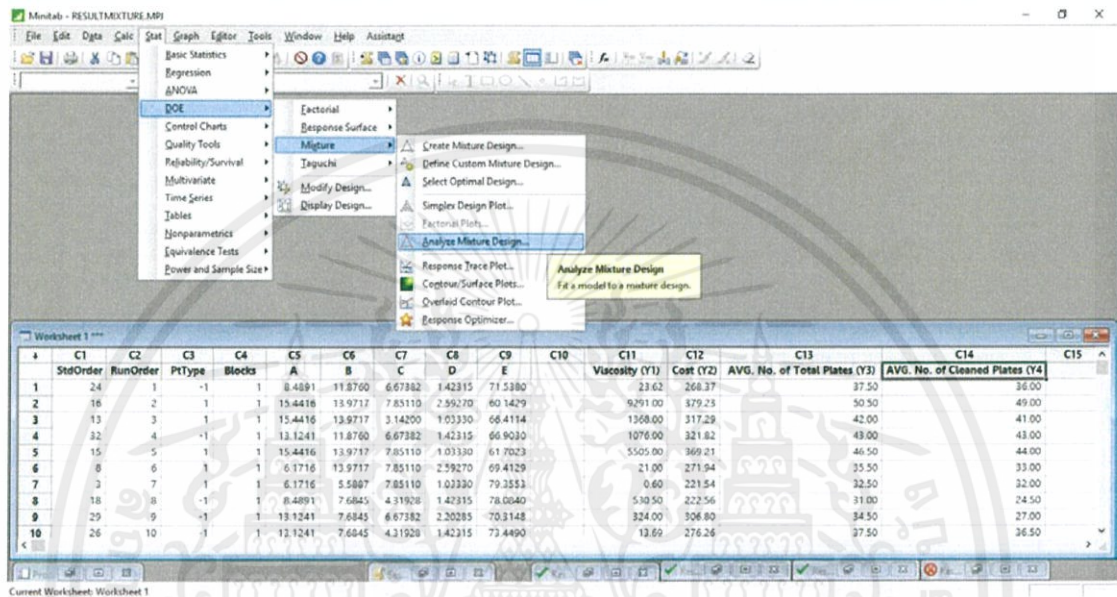 Minitab - RESULTMIXTURE.MPJ
File Edit Data Calc Stat Graph Editor Tools Window Help Assistant
Basic Statistics
Regression
ANOVA
DOE
Control Charts
Quality Tools
Reliability/Survival
Multivariate
Time Series
Tables
Nonparametrics
Equivalence Tests
Power and Sample Size
Factorial
Response Surface
Mixture
Taguchi
Modify Design...
Display Design...
Create Mixture Design...
Define Custom Mixture Design...
Select Optimal Design...
Simplex Design Plot...
Factorial Plots...
Analyze Mixture Design...
Response Trace Plot...
Contour/Surface Plots...
Overlaid Contour Plot...
Response Optimizer...
Analyze Mixture Design
Fit a model to a mixture design.
Worksheet 1 ***
C1 C2 C3 C4 C5 C6 C7 C8 C9 C10 C11 C12 C13 C14 C15
StdOrder RunOrder PtType Blocks A B C D E Viscosity (Y1) Cost (Y2) AVG. No. of Total Plates (Y3) AVG. No. of Cleaned Plates (Y4
1 24 1 -1 1 8.4891 11.8760 6.67382 1.42315 71.5380 23.62 268.37 37.50 36.00
2 16 2 1 1 15.4416 13.9717 7.85110 2.59270 60.1429 9291.00 379.23 50.50 49.00
3 13 3 1 1 15.4416 13.9717 3.14200 1.03330 66.4114 1368.00 317.29 42.00 41.00
4 32 4 -1 1 13.1241 11.8760 6.67382 1.42315 66.9030 1076.00 321.82 43.00 43.00
5 15 5 1 1 15.4416 13.9717 7.85110 1.03330 61.7023 5505.00 369.21 46.50 44.00
6 8 6 1 1 6.1716 13.9717 7.85110 2.59270 69.4129 21.00 271.94 35.50 33.00
7 3 7 1 1 6.1716 5.5887 7.85110 1.03330 79.3553 0.60 221.54 32.50 32.00
8 18 8 -1 1 8.4891 7.6845 4.31928 1.42315 78.0840 530.50 222.56 31.00 24.50
9 29 9 -1 1 13.1241 7.6845 6.67382 2.20285 70.3148 324.00 306.80 34.50 27.00
10 26 10 -1 1 13.1241 7.6845 4.31928 1.42315 73.4490 13.69 276.26 37.50 36.50
Current Worksheet: Worksheet 1